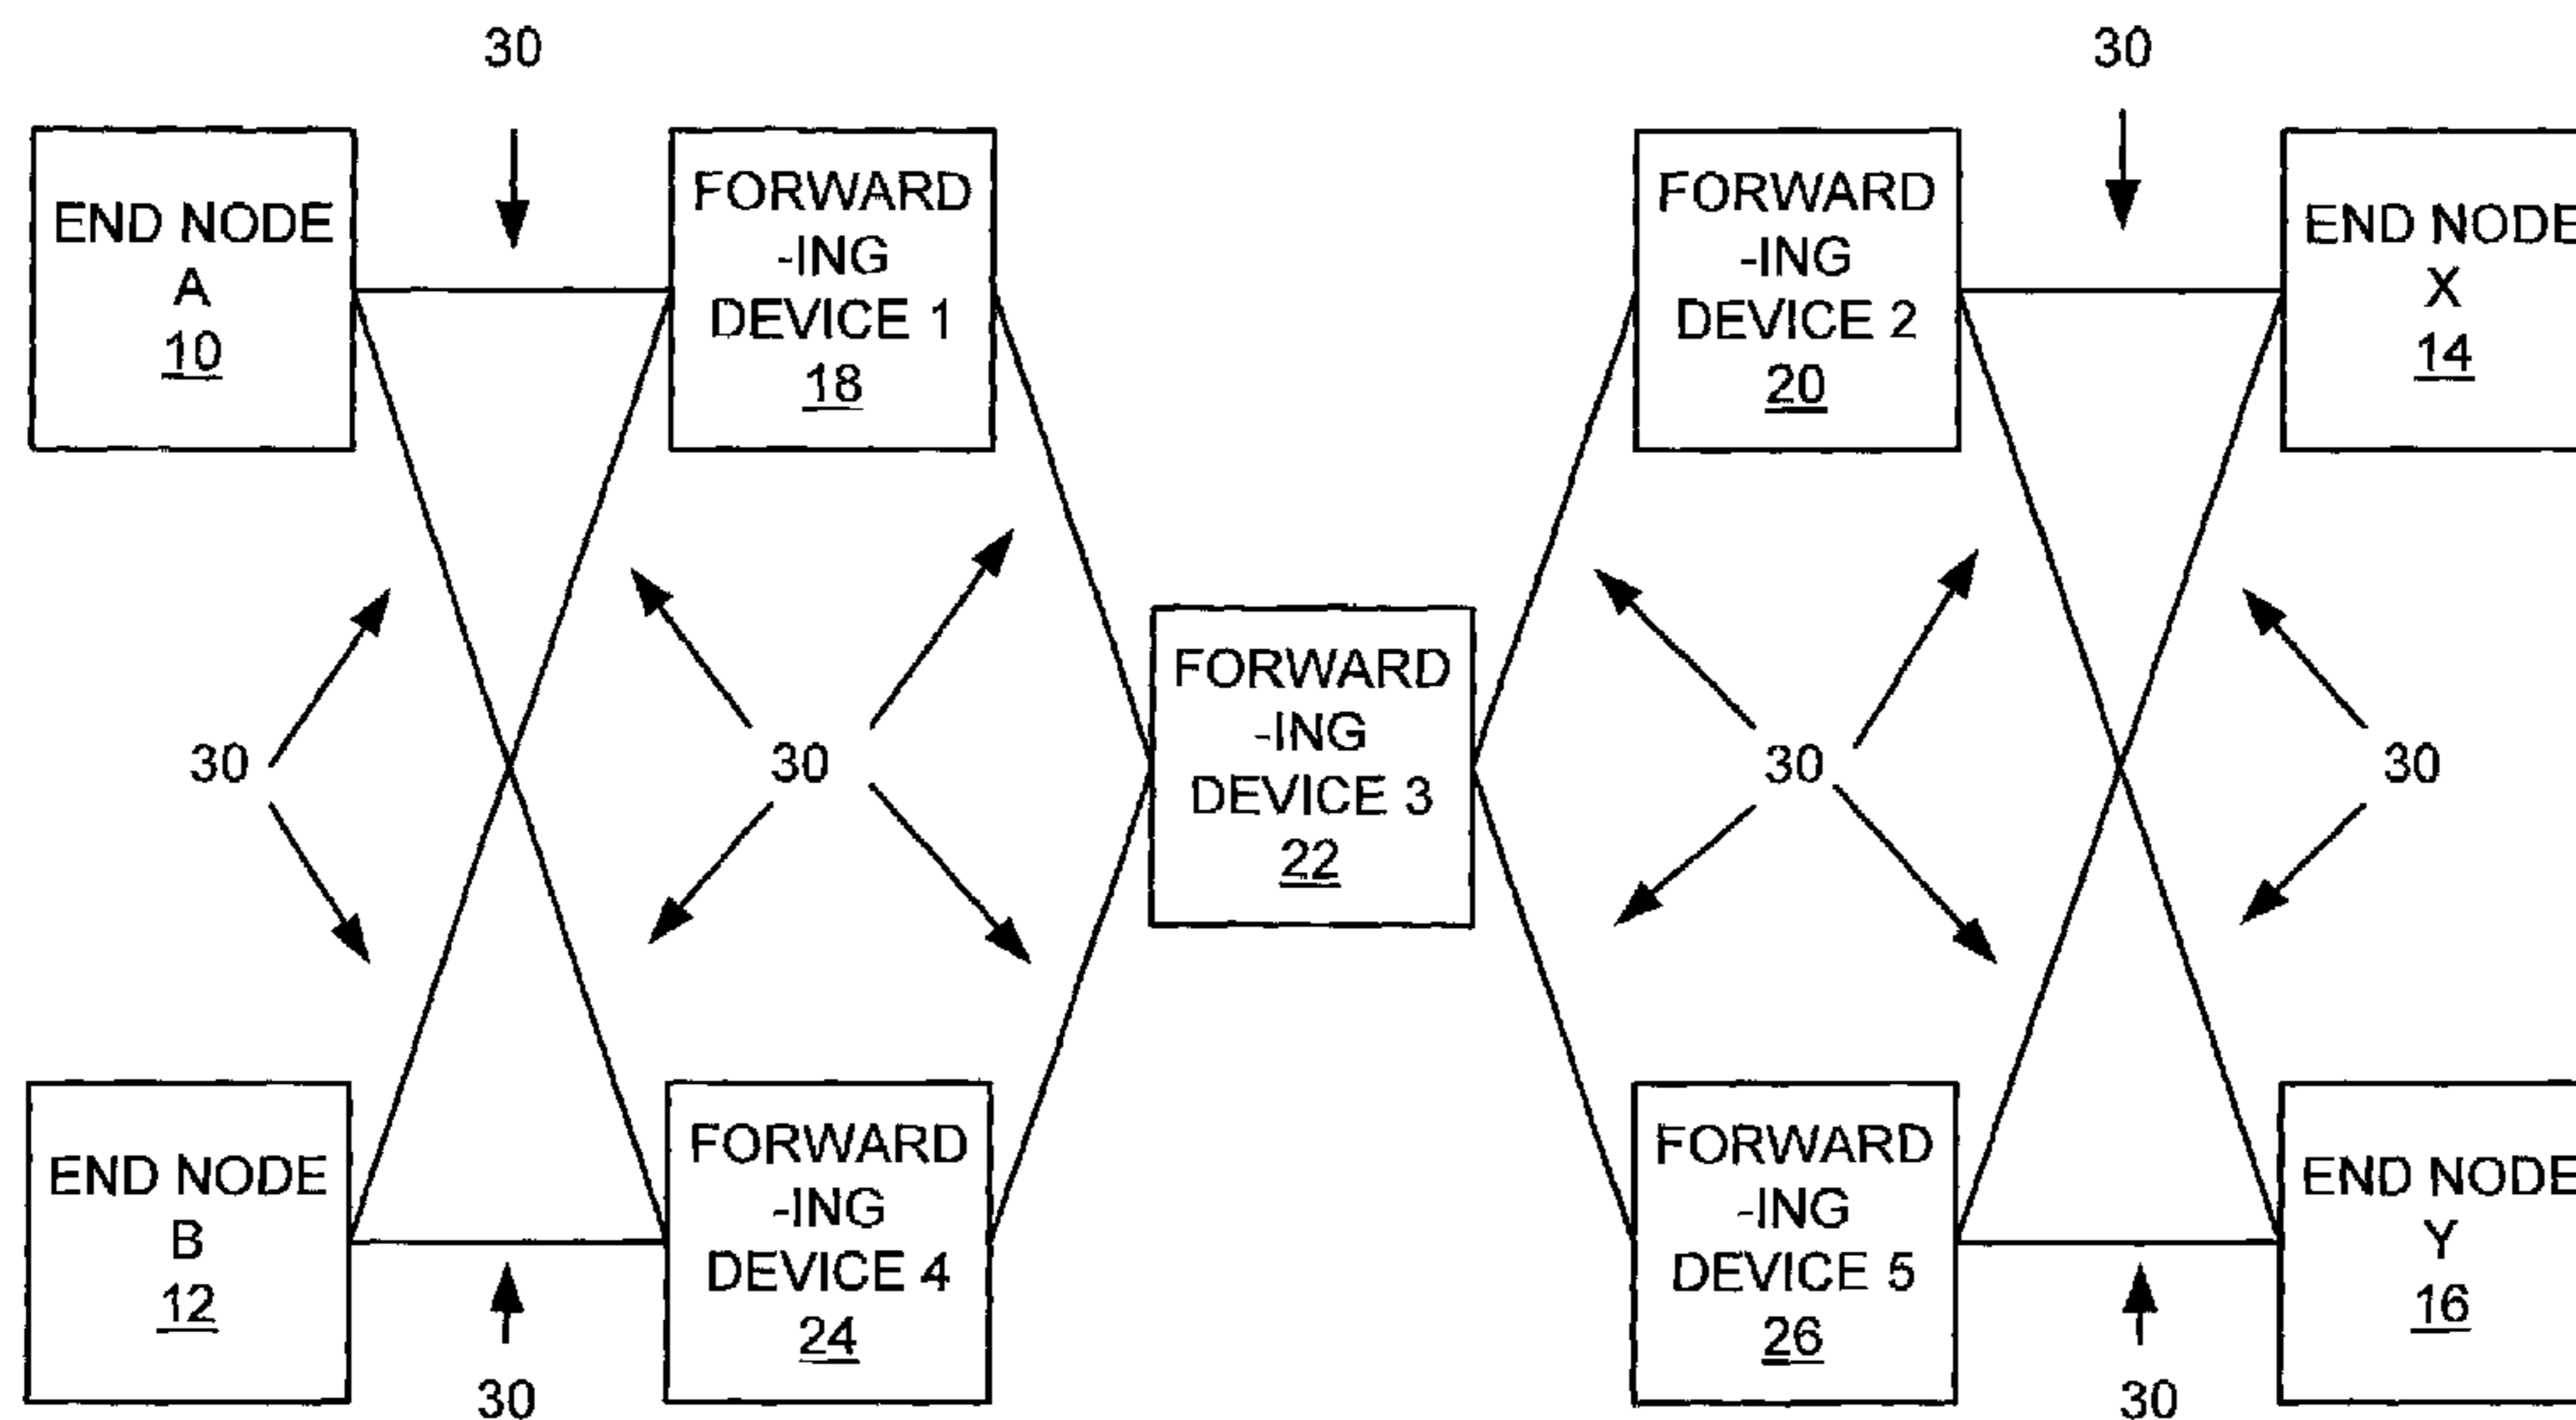 30
30
END NODE
A
10
FORWARD
-ING
DEVICE 1
18
FORWARD
-ING
DEVICE 2
20
END NODE
X
14
30
30
FORWARD
-ING
DEVICE 3
22
30
30
END NODE
B
12
FORWARD
-ING
DEVICE 4
24
FORWARD
-ING
DEVICE 5
26
END NODE
Y
16
30
30